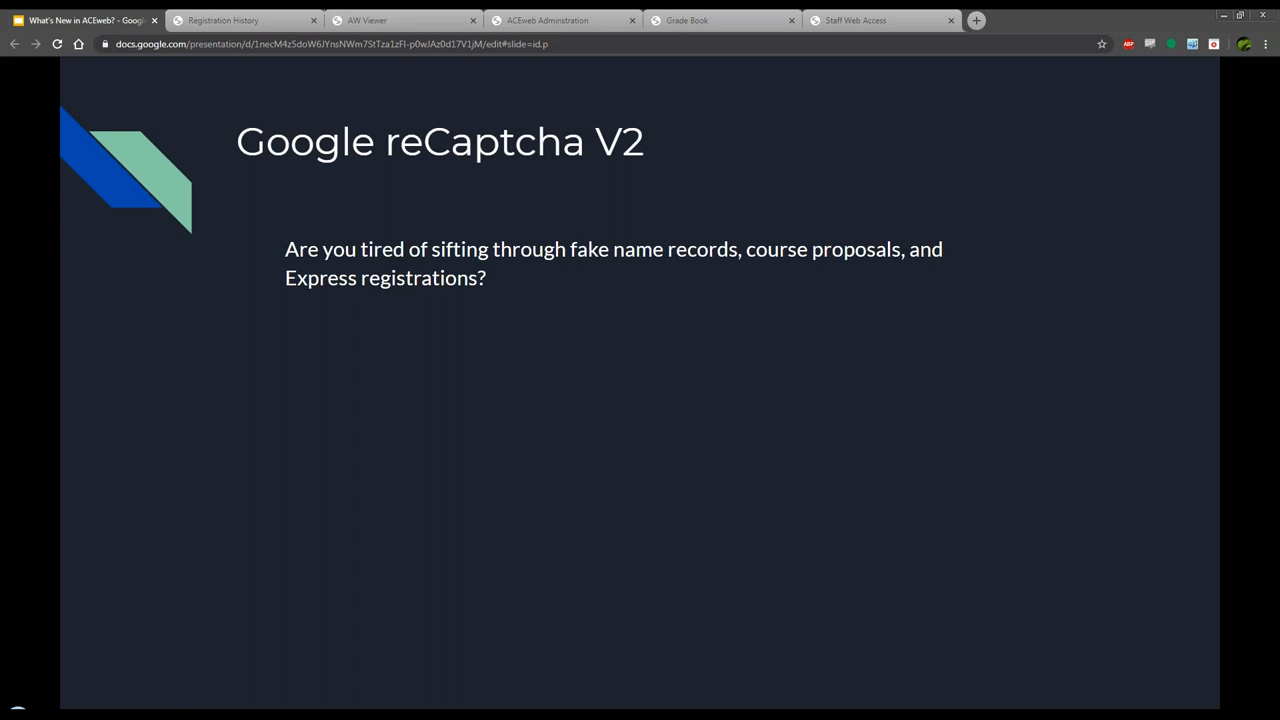 What's New in ACEweb? - Googl
Registration History
AW Viewer
ACEweb Adminstration
Grade Book
Staff Web Access
docs.google.com/presentation/d/1necM4zSdoW6JYnsNWm7StTza1zFI-p0wJAz0d17V1jM/edit#slide=id.p
ABP
Google reCaptcha V2
Are you tired of sifting through fake name records, course proposals, and
Express registrations?